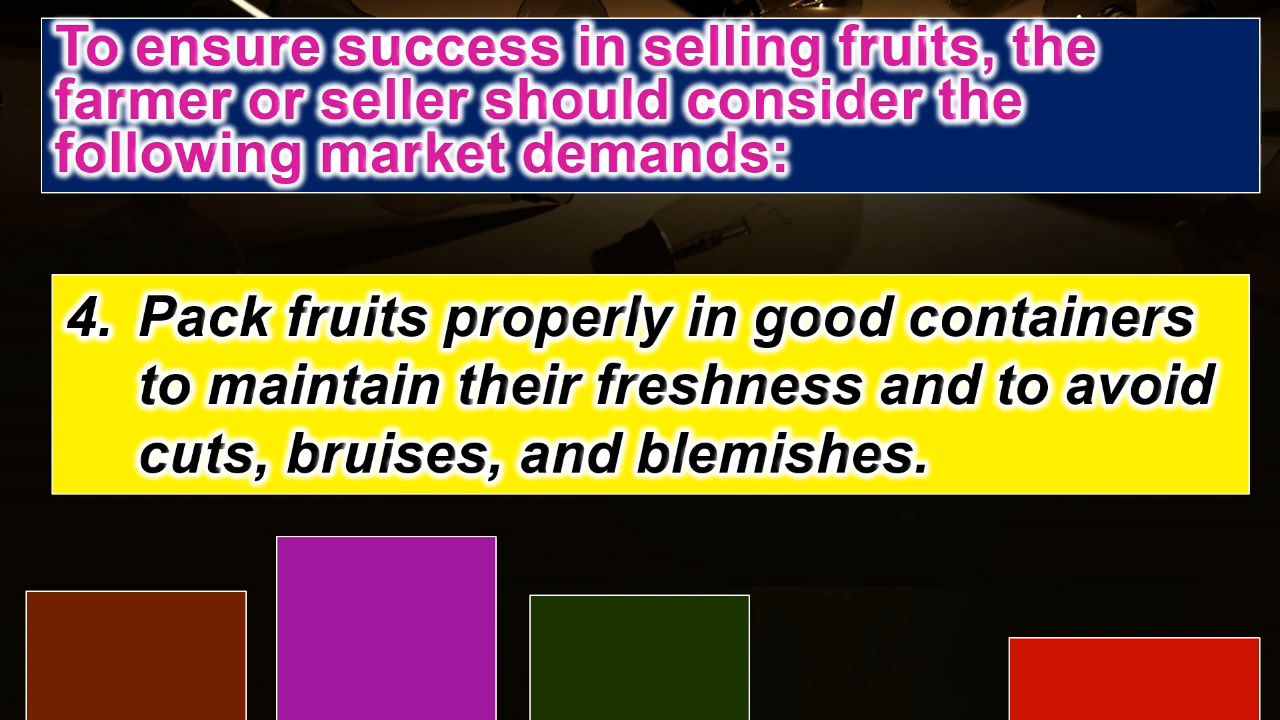 To ensure success in selling fruits, the
farmer or seller should consider the
following market demands:
4. Pack fruits properly in good containers
to maintain their freshness and to avoid
cuts, bruises, and blemishes.